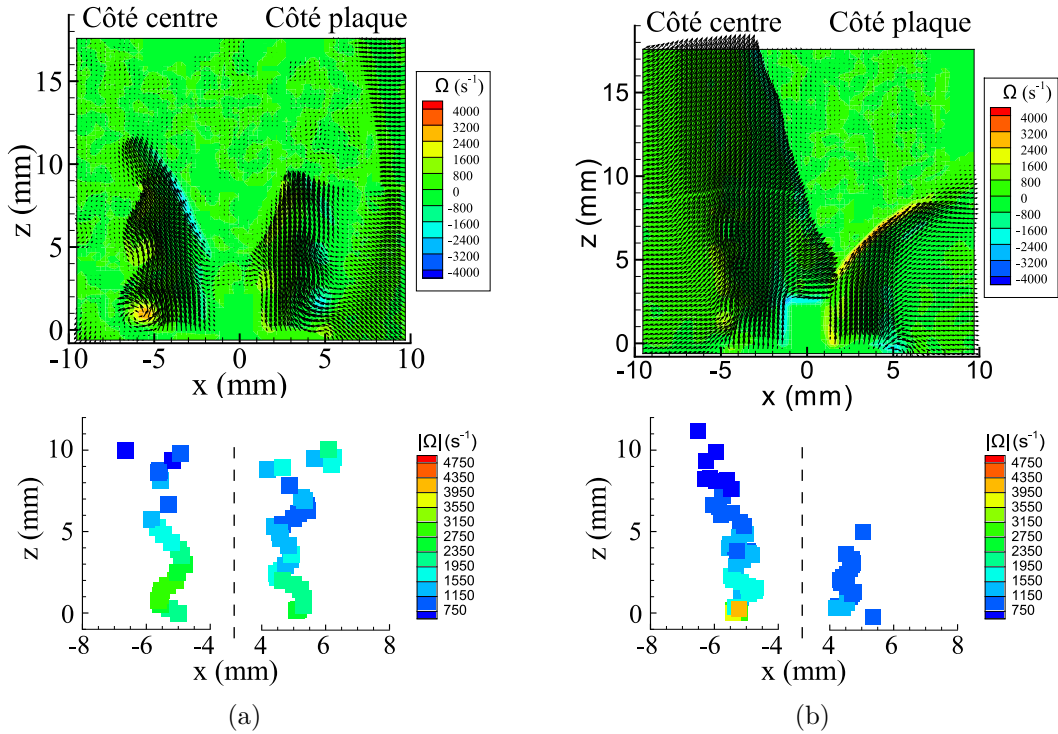 Côté centre Côté plaque
Ω (s⁻¹)
4000
3200
2400
1600
800
0
-800
-1600
-2400
-3200
-4000
z (mm)
15
10
5
0
-10 -5 0 5 10
x (mm)
Côté centre Côté plaque
Ω (s⁻¹)
4000
3200
2400
1600
800
0
-800
-1600
-2400
-3200
-4000
z (mm)
15
10
5
0
-10 -5 0 5 10
x (mm)
|Ω| (s⁻¹)
4750
4350
3950
3150
2350
1950
1550
1150
750
z (mm)
10
5
0
-8 -6 -4 4 6 8
x (mm)
(a)
|Ω| (s⁻¹)
4750
4350
3950
3150
2350
1950
1550
1150
750
z (mm)
10
5
0
-8 -6 -4 4 6 8
x (mm)
(b)